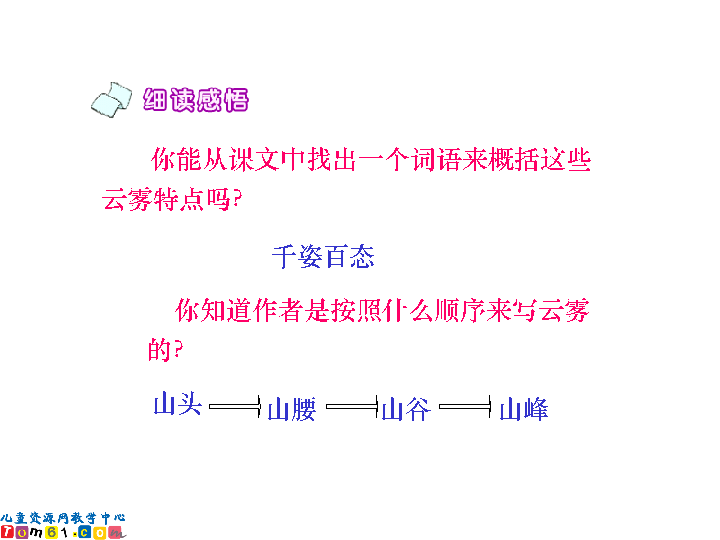 细读感悟
你能从课文中找出一个词语来概括这些
云雾特点吗?
千姿百态
你知道作者是按照什么顺序来写云雾
的?
山头 山腰 山谷 山峰
儿童资源网教学中心
Tom61.com